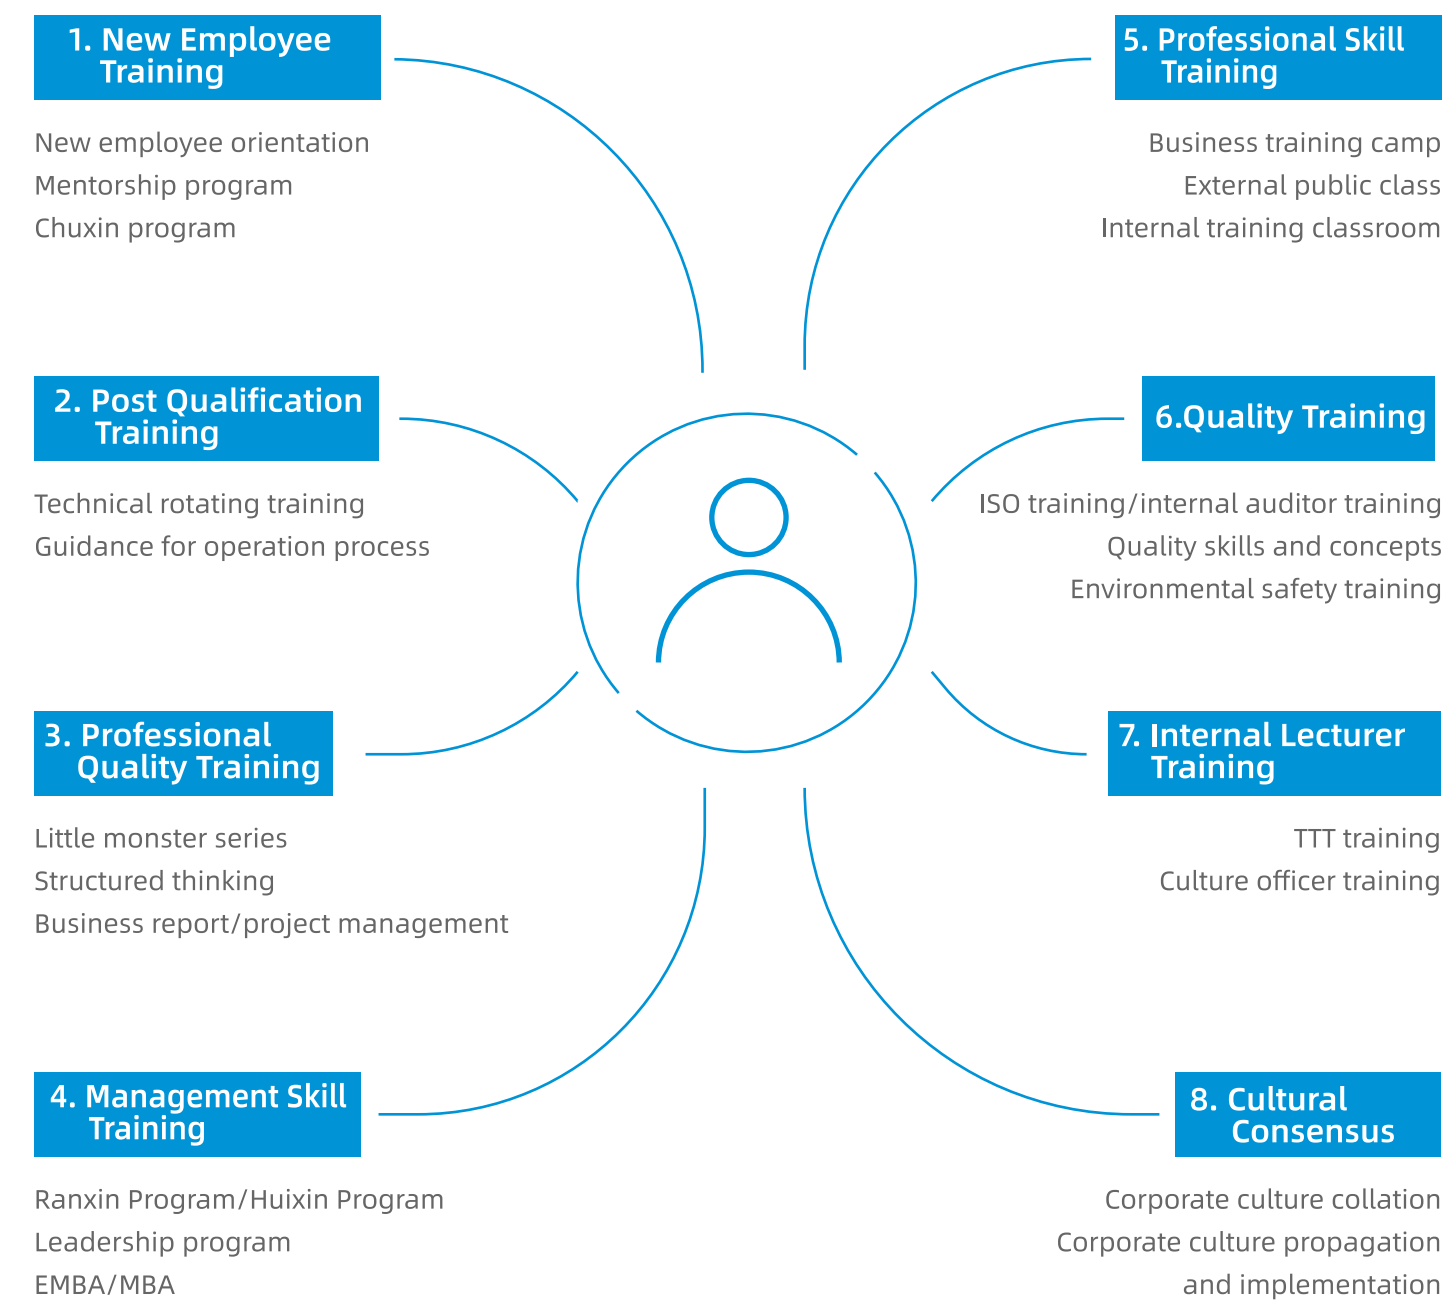 1. New Employee
Training
New employee orientation
Mentorship program
Chuxin program
2. Post Qualification
Training
Technical rotating training
Guidance for operation process
3. Professional
Quality Training
Little monster series
Structured thinking
Business report/project management
4. Management Skill
Training
Ranxin Program/Huixin Program
Leadership program
EMBA/MBA
5. Professional Skill
Training
Business training camp
External public class
Internal training classroom
6.Quality Training
ISO training/internal auditor training
Quality skills and concepts
Environmental safety training
7. Internal Lecturer
Training
TTT training
Culture officer training
8. Cultural
Consensus
Corporate culture collation
Corporate culture propagation
and implementation